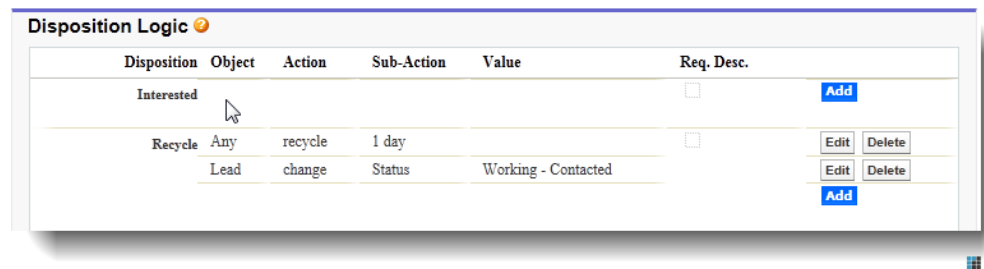 Disposition Logic ?
Disposition Object Action Sub-Action Value Req. Desc.
Interested Add
Recycle Any recycle 1 day Edit Delete
Lead change Status Working - Contacted Edit Delete
Add